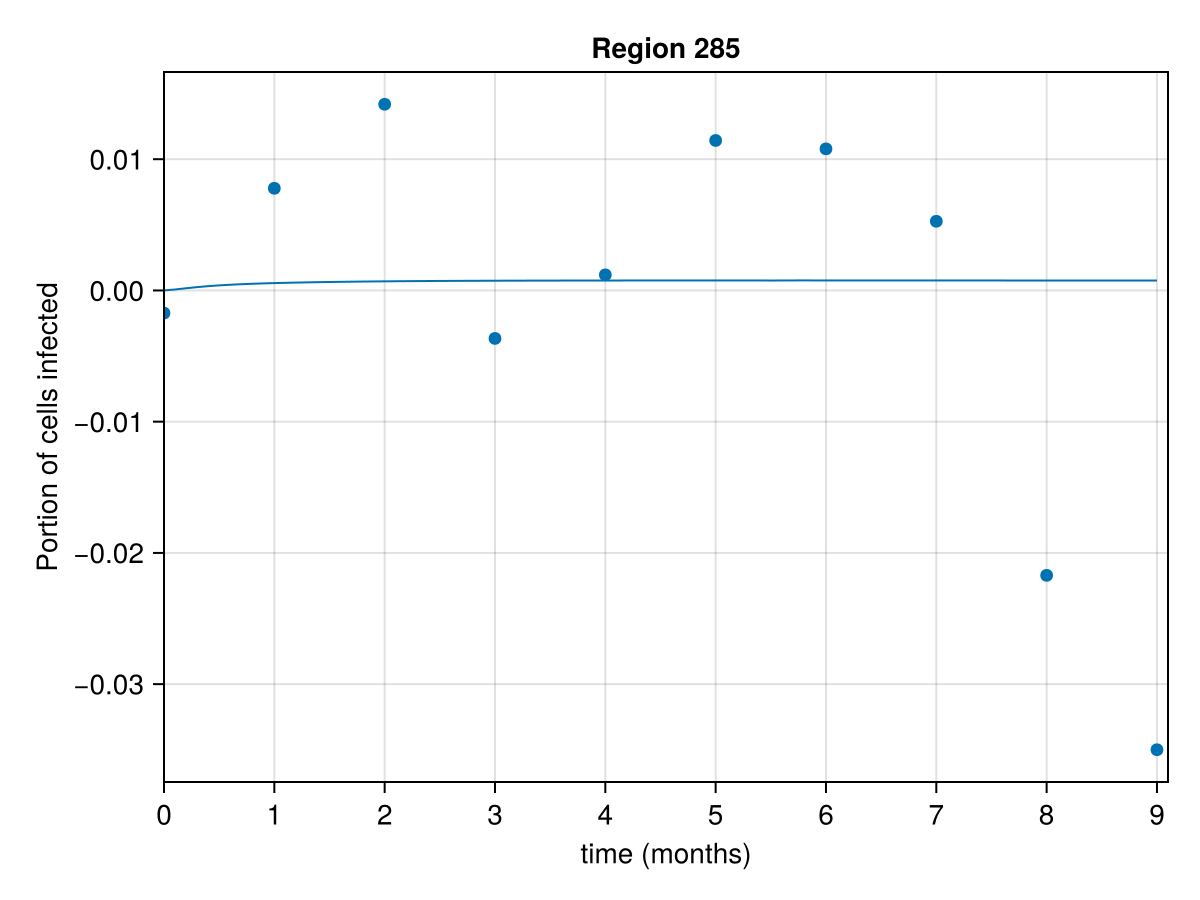 Region 285
Portion of cells infected
0.01
0.00
−0.01
−0.02
−0.03
0 1 2 3 4 5 6 7 8 9
time (months)